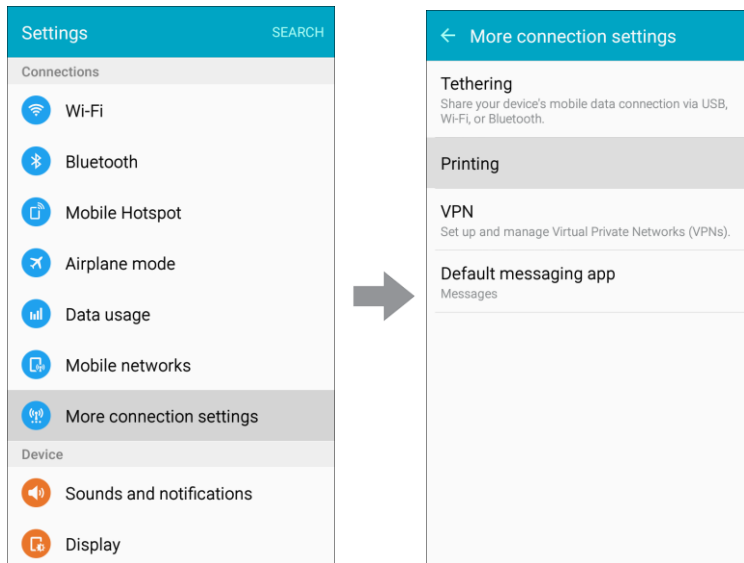 Settings
SEARCH
Connections
Wi-Fi
Bluetooth
Mobile Hotspot
Airplane mode
Data usage
Mobile networks
More connection settings
Device
Sounds and notifications
Display
More connection settings
Tethering
Share your device's mobile data connection via USB,
Wi-Fi, or Bluetooth.
Printing
VPN
Set up and manage Virtual Private Networks (VPNs).
Default messaging app
Messages